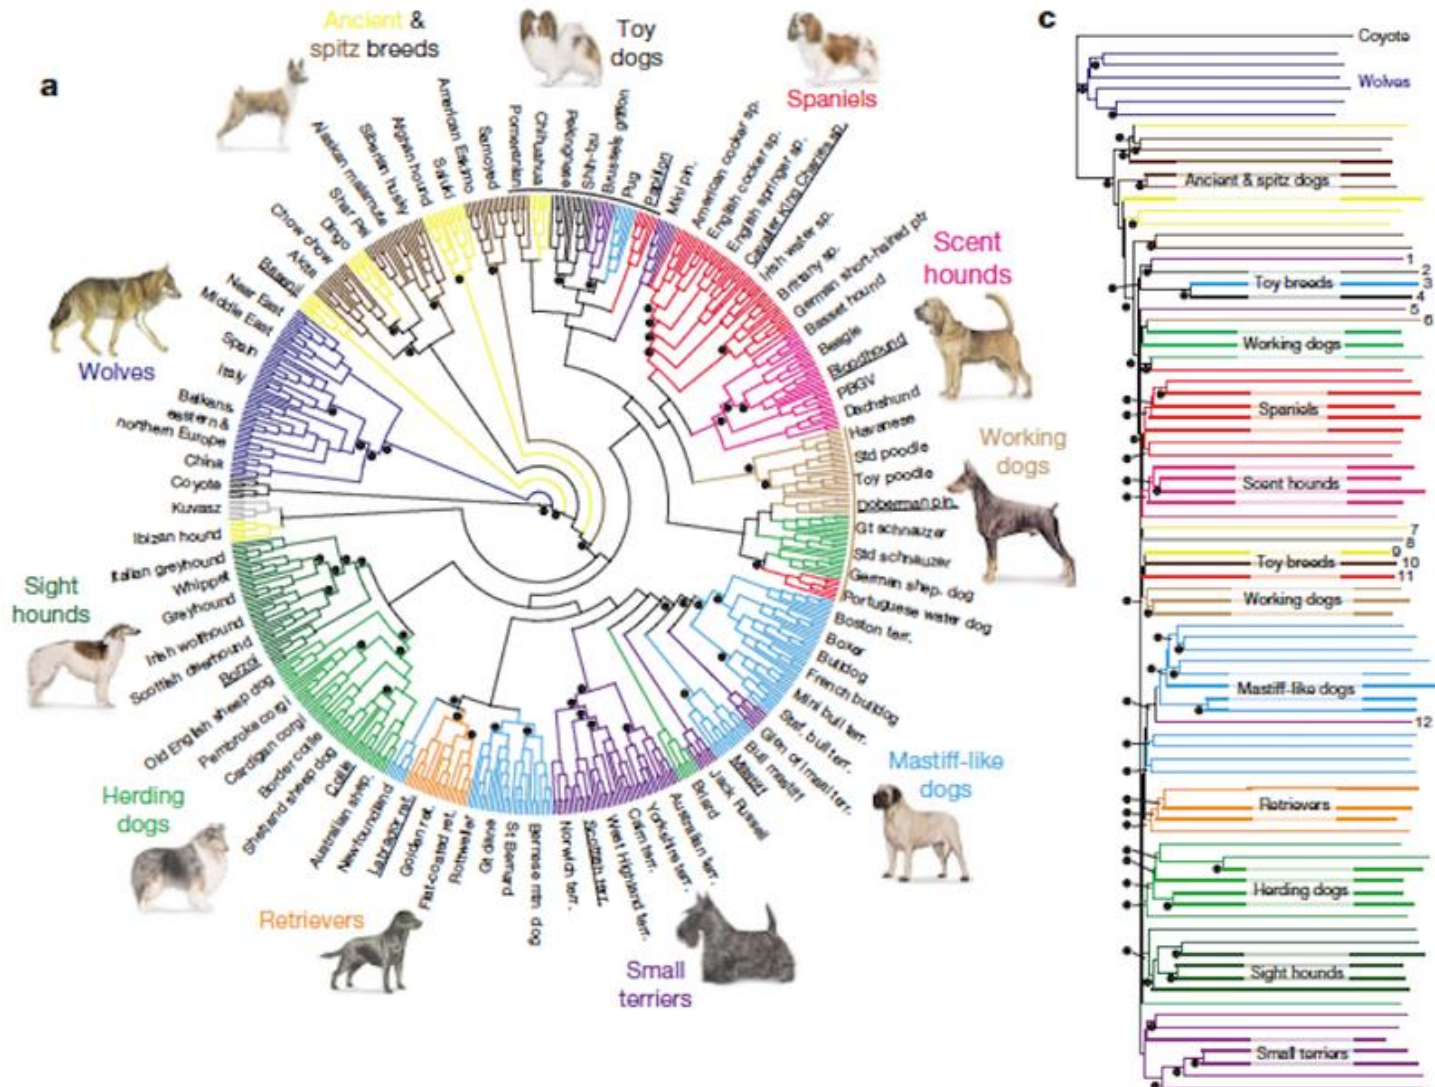 a
Ancient &
spitz breeds
Toy
dogs
Spaniels
Scent
hounds
Working
dogs
Mastiff-like
dogs
Small
terriers
Retrievers
Herding
dogs
Sight
hounds
Wolves
Coyote
China
Balkans,
eastern &
northern Europe
Italy
Spain
Middle East
Near East
Basenji
Akita
Chow chow
Dingo
Shar Pei
Alaskan malamute
Siberian husky
Afghan hound
Saluki
American Eskimo
Samoyed
Pomeranian
Chihuahua
Pekingnese
Shih-tzu
Brussels griffon
Pug
Papillon
Mini pin.
American cocker sp.
English cocker sp.
English springer sp.
Cavalier King Charles sp.
Irish water sp.
Brittany sp.
German short-haired ptr
Basset hound
Beagle
Bloodhound
PBGV
Dachshund
Havanese
Std poodle
Toy poodle
Doberman pin.
Gt schnauzer
Std schnauzer
German shep. dog
Portuguese water dog
Boston terr.
Boxer
Bulldog
French bulldog
Mini bull terr.
Staf. bull terr.
Glen of Imaal terr.
Bull mastiff
Mastiff
Jack Russell
Briard
Australian terr.
Yorkshire terr.
Cairn terr.
West Highland terr.
Scottish terr.
Norwich terr.
Bernese mtn dog
St Bernard
Gt dane
Rottweiler
Flat-coated ret.
Golden ret.
Labrador ret.
Newfoundland
Australian shep.
Collie
Shetland sheep dog
Border collie
Cardigan corgi
Pembroke corgi
Old English sheep dog
Borzoi
Scottish deerhound
Irish wolfhound
Greyhound
Whippet
Italian greyhound
Ibizan hound
Kuvasz
c
Coyote
Wolves
Ancient & spitz dogs
1
2
Toy breeds
3
4
5
6
Working dogs
Spaniels
Scent hounds
7
8
9
Toy breeds
10
11
Working dogs
Mastiff-like dogs
12
Retrievers
Herding dogs
Sight hounds
Small terriers